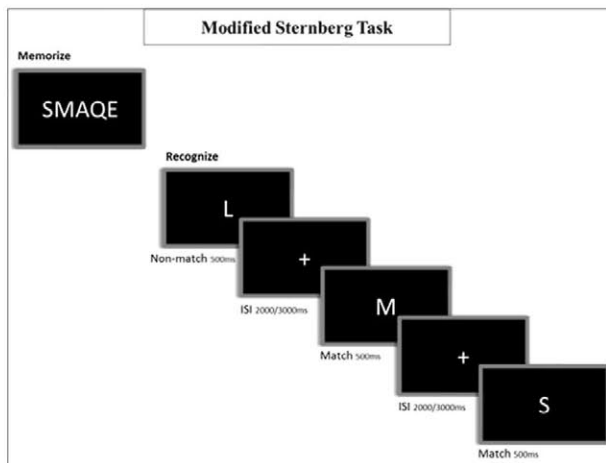 Modified Sternberg Task
Memorize
SMAQE
Recognize
L
Non-match 500ms
+
ISI 2000/3000ms
M
Match 500ms
+
ISI 2000/3000ms
S
Match 500ms